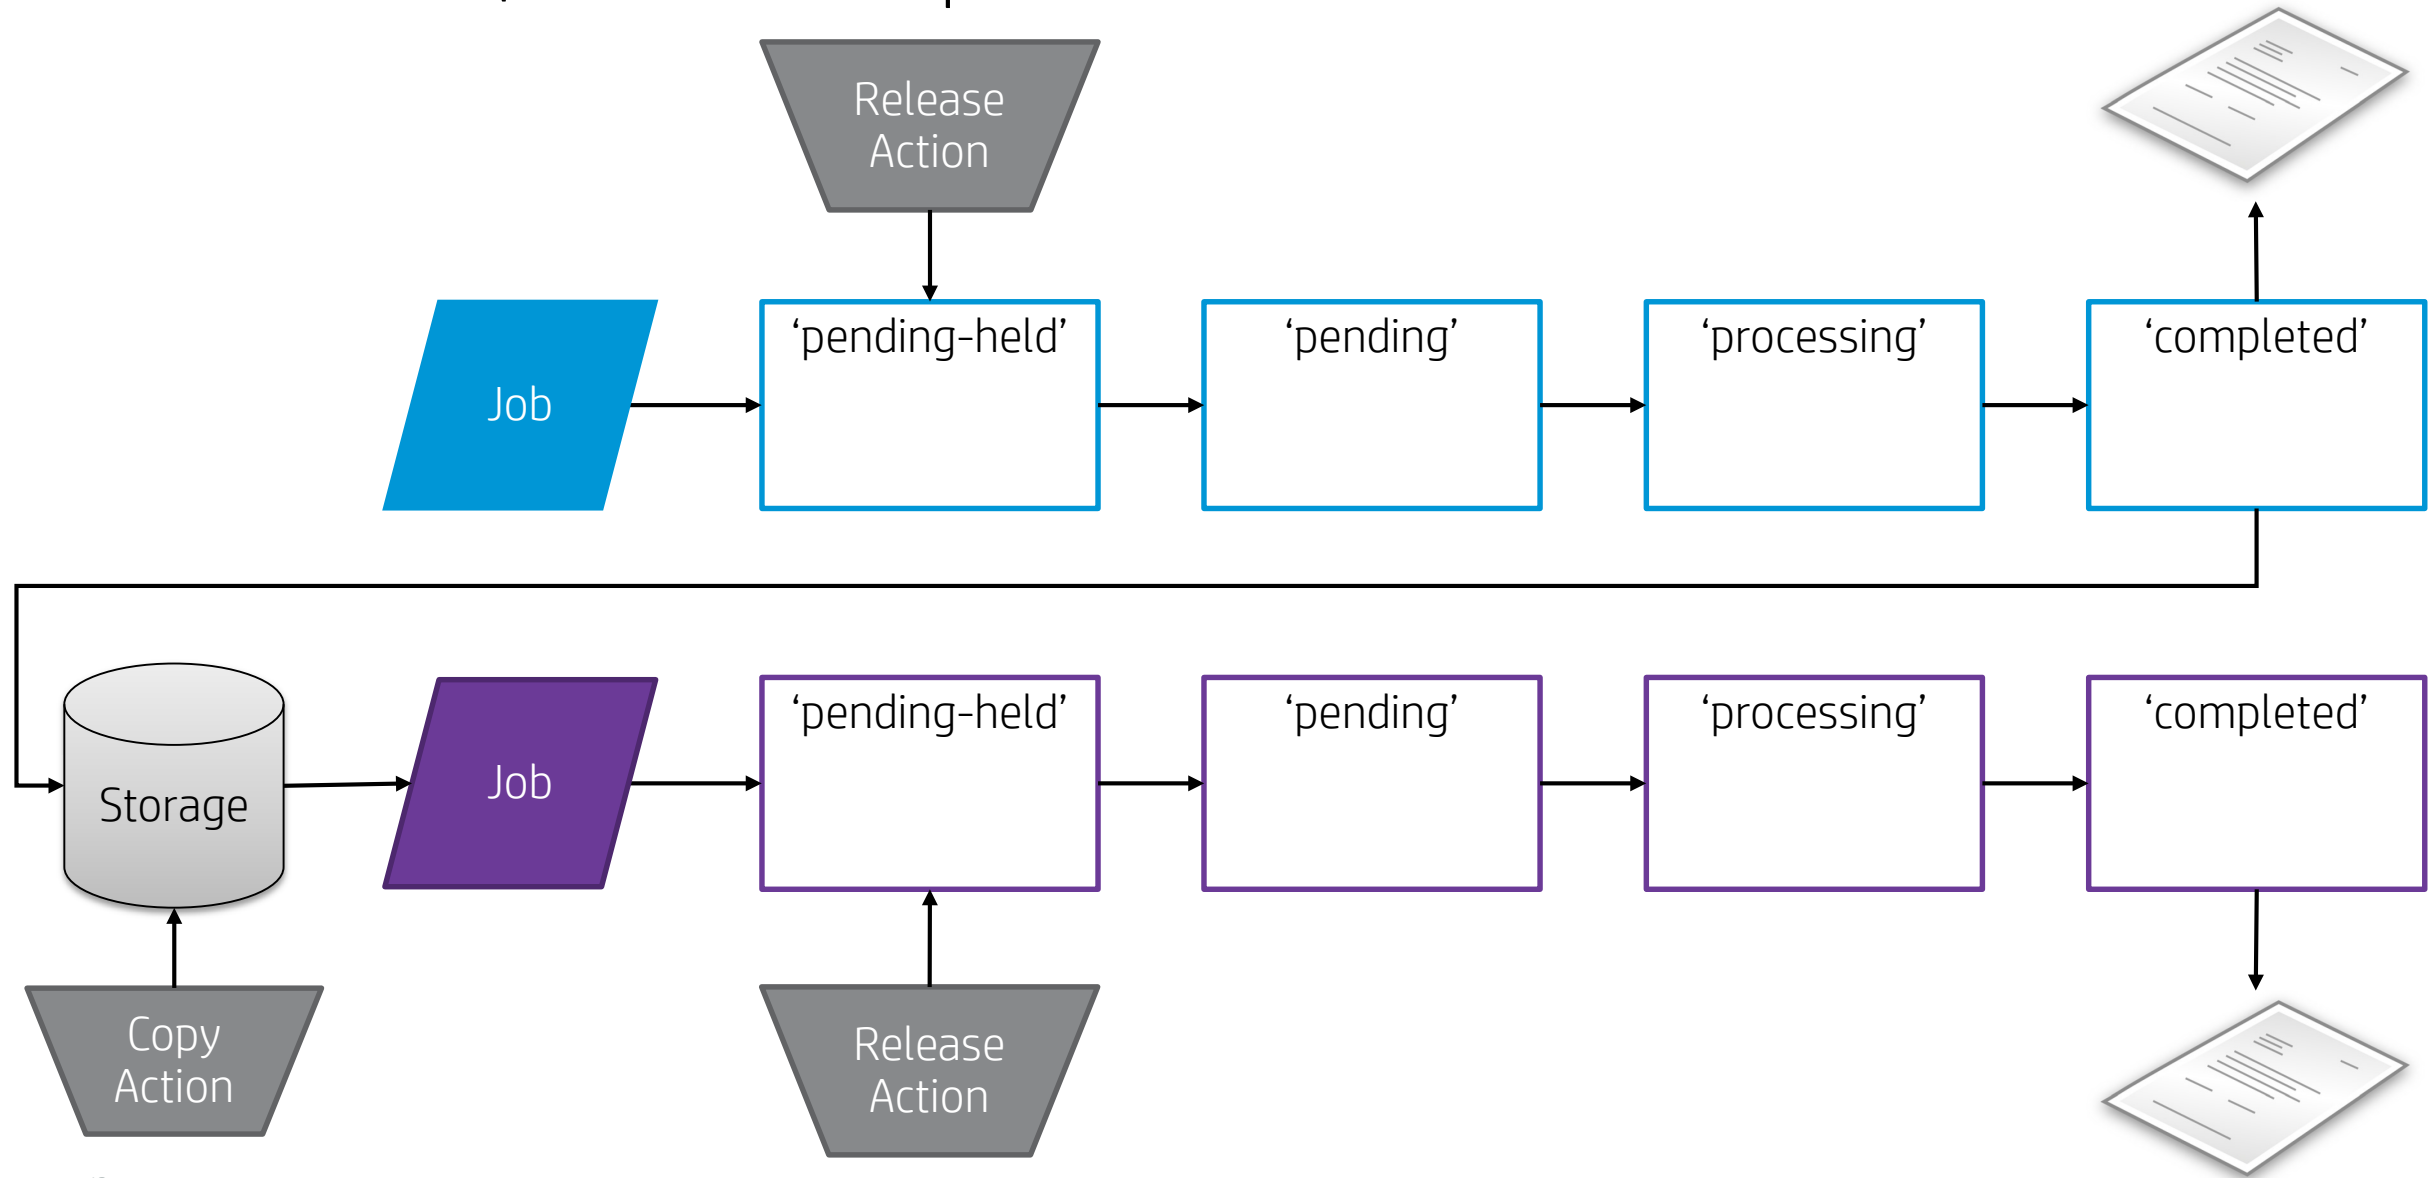 Release
Action
Job
‘pending-held’
‘pending’
‘processing’
‘completed’
Storage
Job
‘pending-held’
‘pending’
‘processing’
‘completed’
Copy
Action
Release
Action